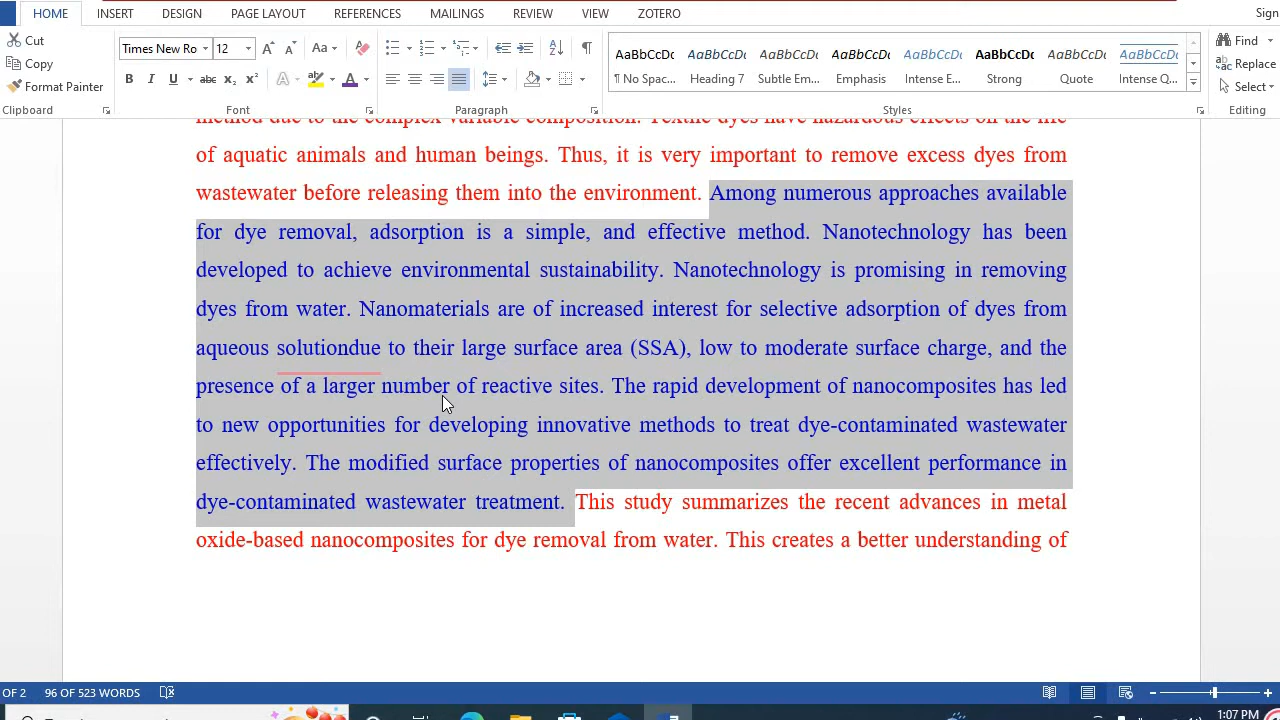 HOME INSERT DESIGN PAGE LAYOUT REFERENCES MAILINGS REVIEW VIEW ZOTERO Sign
Cut
Copy
Format Painter
Clipboard
Times New Ro 12 Aa
B I U abc X₂ X² A A
Font
Paragraph
AaBbCcDc AaBbCcDc AaBbCcDc AaBbCcDc AaBbCcDc AaBbCcDc AaBbCcDc AaBbCcDc
¶ No Spac... Heading 7 Subtle Em... Emphasis Intense E... Strong Quote Intense Q...
Styles
Find
Replace
Select
Editing
method due to the complex variable composition. Textile dyes have hazardous effects on the life
of aquatic animals and human beings. Thus, it is very important to remove excess dyes from
wastewater before releasing them into the environment. Among numerous approaches available
for dye removal, adsorption is a simple, and effective method. Nanotechnology has been
developed to achieve environmental sustainability. Nanotechnology is promising in removing
dyes from water. Nanomaterials are of increased interest for selective adsorption of dyes from
aqueous solutiondue to their large surface area (SSA), low to moderate surface charge, and the
presence of a larger number of reactive sites. The rapid development of nanocomposites has led
to new opportunities for developing innovative methods to treat dye-contaminated wastewater
effectively. The modified surface properties of nanocomposites offer excellent performance in
dye-contaminated wastewater treatment. This study summarizes the recent advances in metal
oxide-based nanocomposites for dye removal from water. This creates a better understanding of
OF 2 96 OF 523 WORDS
1:07 PM